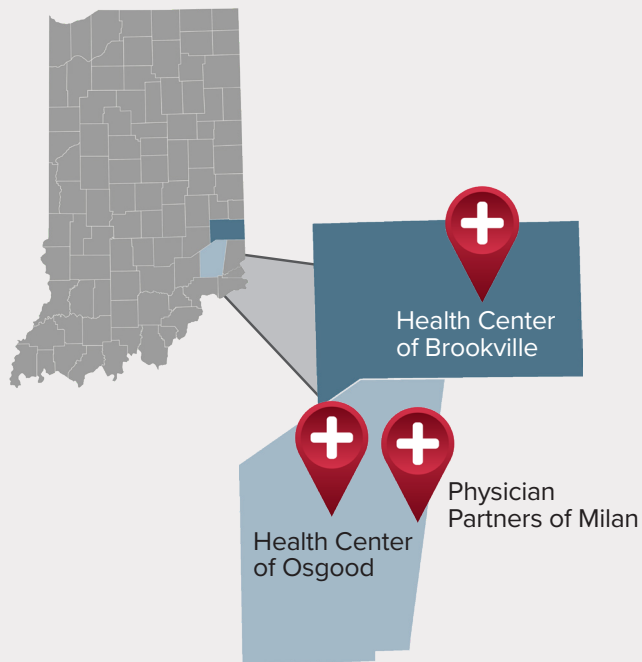 Health Center
of Brookville
Physician
Partners of Milan
Health Center
of Osgood